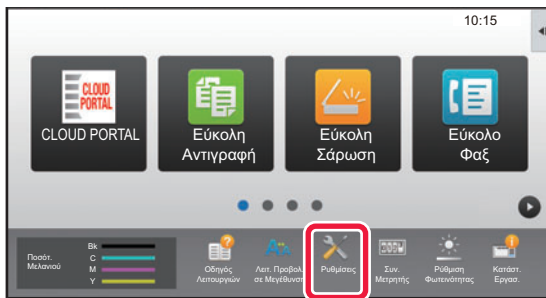 10:15
CLOUD
PORTAL
CLOUD PORTAL
Εύκολη
Αντιγραφή
Εύκολη
Σάρωση
Εύκολο
Φαξ
Ποσότ.
Μελανιού
Bk
C
M
Y
Οδηγός
Λειτουργιών
Λειτ. Προβολ.
σε Μεγέθυνση
Ρυθμίσεις
Συν.
Μετρητής
Ρύθμιση
Φωτεινότητας
Κατάστ.
Εργασ.